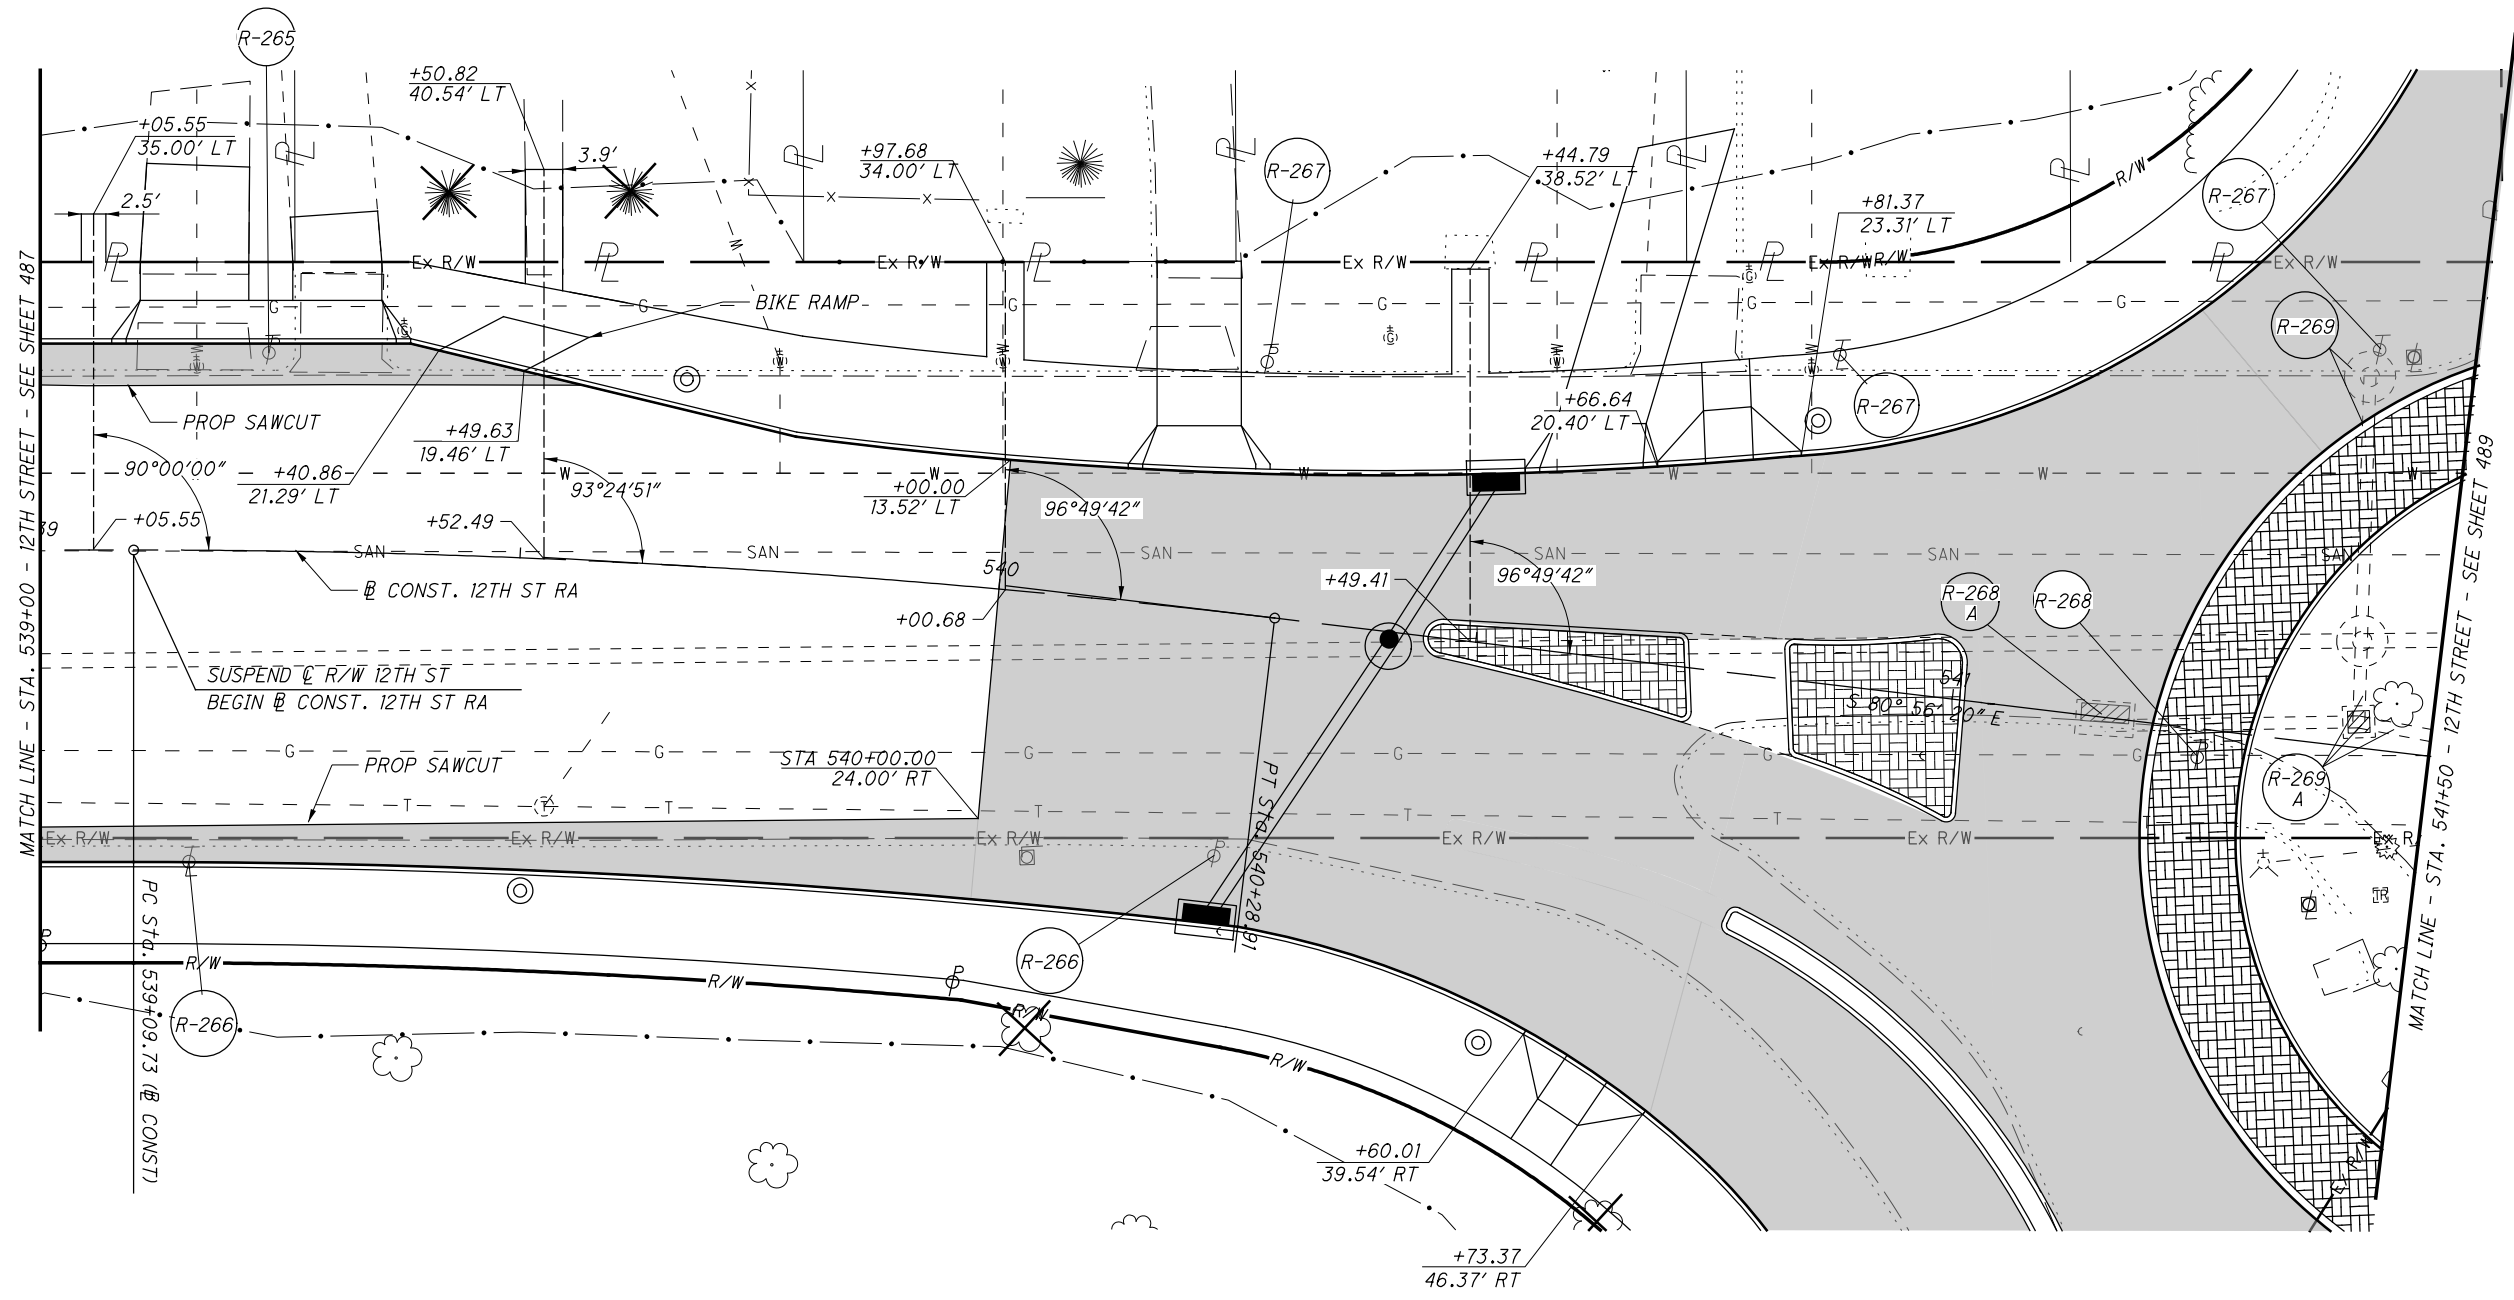 R-265
+50.82
40.54' LT
+05.55
35.00' LT
2.5'
3.9'
+97.68
34.00' LT
R-267
+44.79
38.52' LT
+81.37
23.31' LT
R-267
R/W
Ex R/W
Ex R/W
Ex R/W
Ex R/W
R/W
Ex R/W
G
G
G
G
G
G
BIKE RAMP
R-269
R-267
PROP SAWCUT
+49.63
19.46' LT
+66.64
20.40' LT
90°00'00"
+40.86
21.29' LT
W
93°24'51"
W
+00.00
13.52' LT
96°49'42"
W
W
W
W
39
+05.55
+52.49
SAN
SAN
SAN
SAN
SAN
SAN
540
+49.41
96°49'42"
R-268
A
R-268
℄ CONST. 12TH ST RA
+00.68
SUSPEND ℄ R/W 12TH ST
BEGIN ℄ CONST. 12TH ST RA
541
S 80° 56' 20" E
G
G
G
G
G
G
PROP SAWCUT
STA 540+00.00
24.00' RT
R-269
A
T
T
T
T
T
T
Ex R/W
Ex R/W
Ex R/W
Ex R/W
Ex R/W
Ex R/
PT Sta. 540+28.91
PC Sta. 539+09.73 (℄ CONST)
TR
R-266
R/W
R/W
R/W
R/W
R-266
+60.01
39.54' RT
+73.37
46.37' RT
MATCH LINE - STA. 539+00 - 12TH STREET - SEE SHEET 487
MATCH LINE - STA. 541+50 - 12TH STREET - SEE SHEET 489